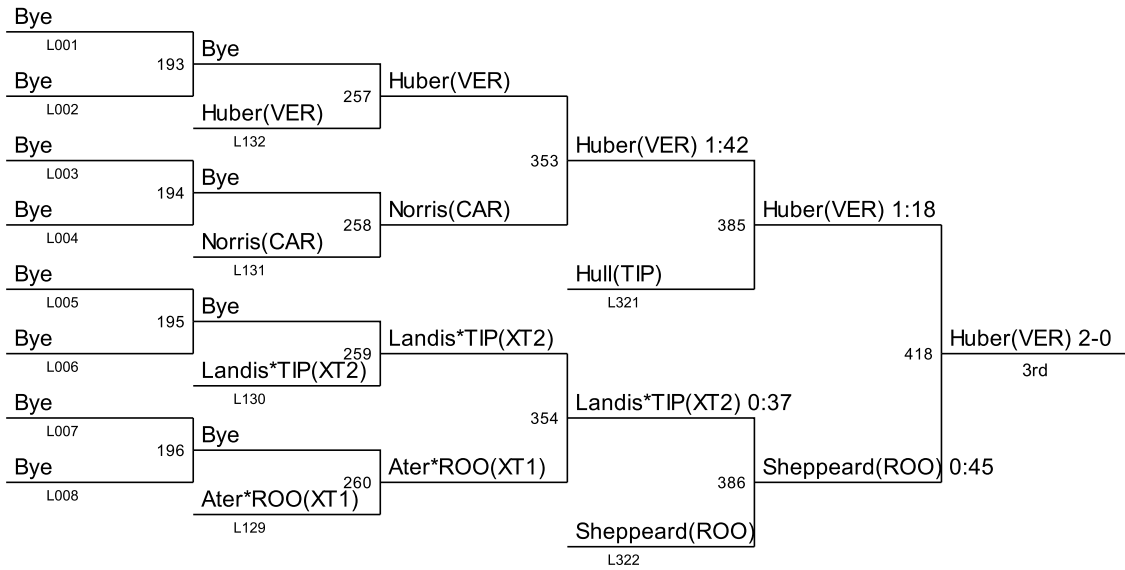 Bye
L001
193
Bye
L002
Bye
257
Huber(VER)
L132
Huber(VER)
353
Bye
L003
194
Bye
L004
Bye
258
Norris(CAR)
L131
Norris(CAR)
Huber(VER) 1:42
385
Hull(TIP)
L321
Huber(VER) 1:18
418
Bye
L005
195
Bye
L006
Bye
259
Landis*TIP(XT2)
L130
Landis*TIP(XT2)
354
Bye
L007
196
Bye
L008
Bye
260
Ater*ROO(XT1)
L129
Ater*ROO(XT1)
Landis*TIP(XT2) 0:37
386
Sheppeard(ROO)
L322
Sheppeard(ROO) 0:45
Huber(VER) 2-0
3rd